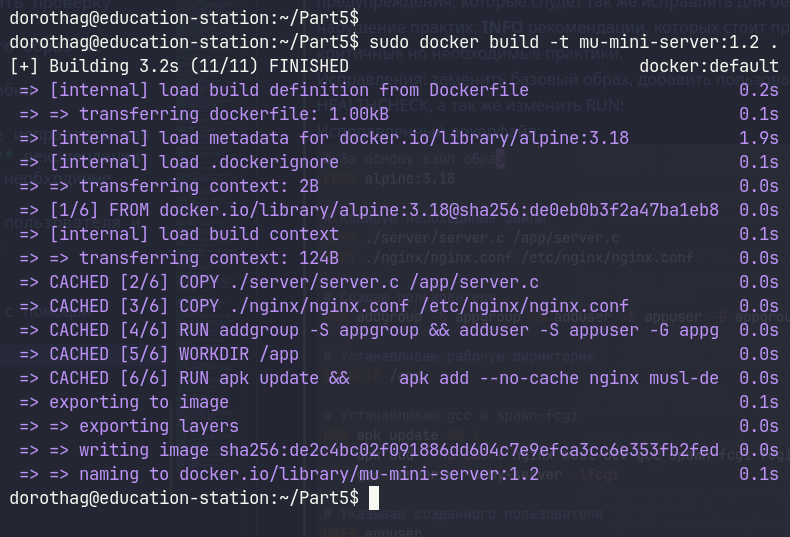 dorothag@education-station:~/Part5$
dorothag@education-station:~/Part5$ sudo docker build -t mu-mini-server:1.2 .
[+] Building 3.2s (11/11) FINISHED docker:default
=> [internal] load build definition from Dockerfile 0.2s
=> => transferring dockerfile: 1.00kB 0.1s
=> [internal] load metadata for docker.io/library/alpine:3.18 1.9s
=> [internal] load .dockerignore 0.1s
=> => transferring context: 2B 0.0s
=> [1/6] FROM docker.io/library/alpine:3.18@sha256:de0eb0b3f2a47ba1eb8 0.0s
=> [internal] load build context 0.1s
=> => transferring context: 124B 0.0s
=> CACHED [2/6] COPY ./server/server.c /app/server.c 0.0s
=> CACHED [3/6] COPY ./nginx/nginx.conf /etc/nginx/nginx.conf 0.0s
=> CACHED [4/6] RUN addgroup -S appgroup && adduser -S appuser -G appg 0.0s
=> CACHED [5/6] WORKDIR /app 0.0s
=> CACHED [6/6] RUN apk update && apk add --no-cache nginx musl-de 0.0s
=> exporting to image 0.1s
=> => exporting layers 0.0s
=> => writing image sha256:de2c4bc02f091886dd604c7e9efca3cc6e353fb2fed 0.0s
=> => naming to docker.io/library/mu-mini-server:1.2 0.1s
dorothag@education-station:~/Part5$